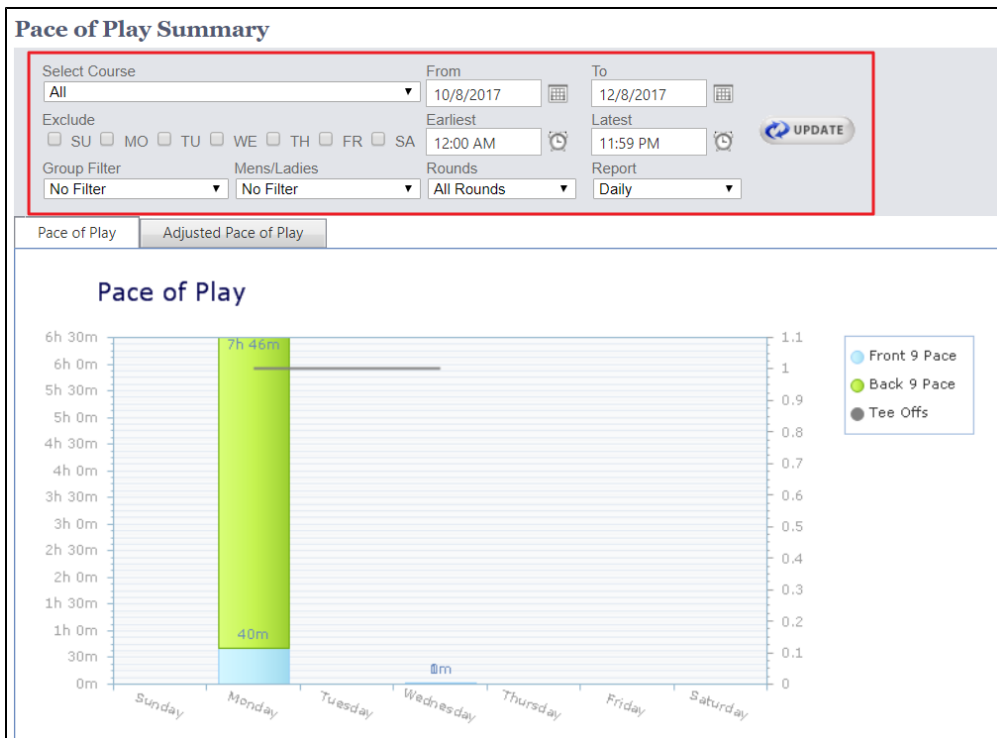 Pace of Play Summary
Select Course From To
All 10/8/2017 12/8/2017
Exclude Earliest Latest
SU MO TU WE TH FR SA 12:00 AM 11:59 PM UPDATE
Group Filter Mens/Ladies Rounds Report
No Filter No Filter All Rounds Daily
Pace of Play Adjusted Pace of Play
Pace of Play
6h 30m 7h 46m 1.1
6h 0m 1 Front 9 Pace
5h 30m 0.9 Back 9 Pace
5h 0m Tee Offs
4h 30m 0.8
4h 0m 0.7
3h 30m 0.6
3h 0m 0.5
2h 30m 0.4
2h 0m
1h 30m 0.3
1h 0m 40m 0.2
30m 0.1
0m 0
Sunday Monday Tuesday Wednesday Thursday Friday Saturday